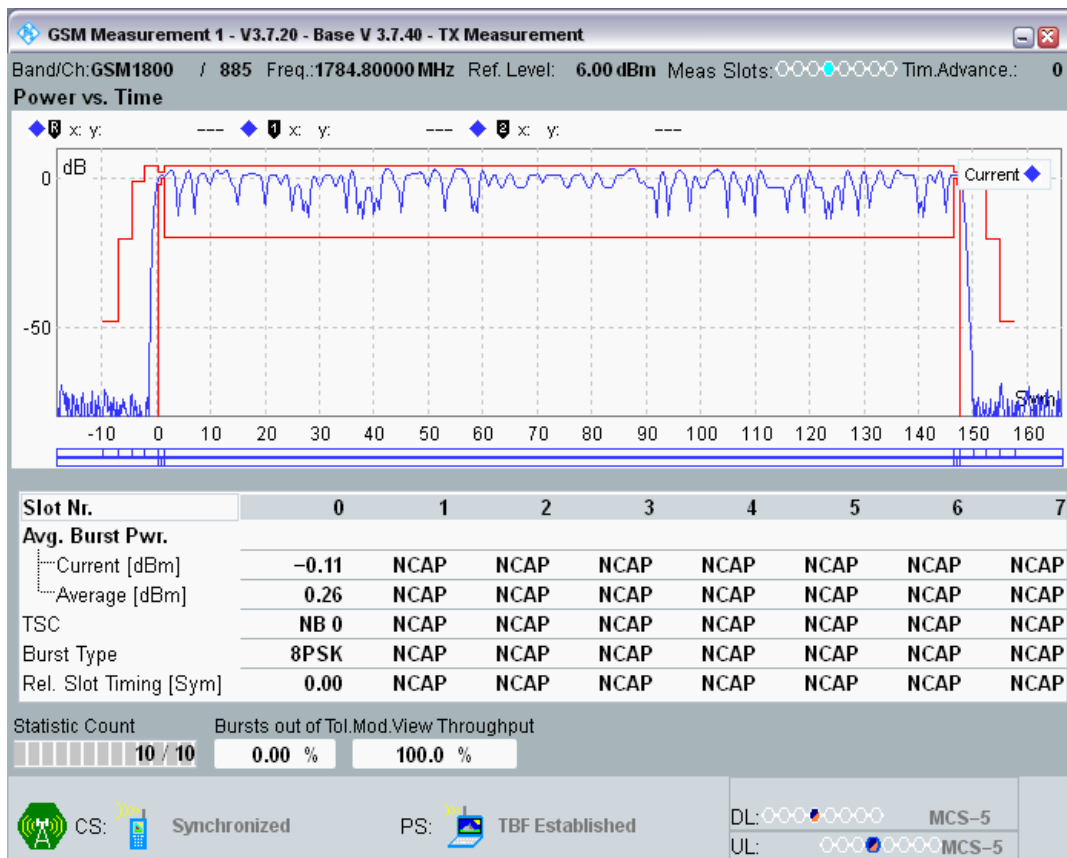 GSM Measurement 1 - V3.7.20 - Base V 3.7.40 - TX Measurement
Band/Ch:GSM1800 / 885 Freq.:1784.80000 MHz Ref. Level: 6.00 dBm Meas Slots: Tim.Advance.: 0
Power vs. Time
R x: y: --- 1 x: y: --- 2 x: y: ---
dB
Current
0
-50
Sym
-10 0 10 20 30 40 50 60 70 80 90 100 110 120 130 140 150 160
Slot Nr. 0 1 2 3 4 5 6 7
Avg. Burst Pwr.
Current [dBm] −0.11 NCAP NCAP NCAP NCAP NCAP NCAP NCAP
Average [dBm] 0.26 NCAP NCAP NCAP NCAP NCAP NCAP NCAP
TSC NB 0 NCAP NCAP NCAP NCAP NCAP NCAP NCAP
Burst Type 8PSK NCAP NCAP NCAP NCAP NCAP NCAP NCAP
Rel. Slot Timing [Sym] 0.00 NCAP NCAP NCAP NCAP NCAP NCAP NCAP
Statistic Count Bursts out of Tol.Mod.View Throughput
10 / 10 0.00 % 100.0 %
CS: Synchronized PS: TBF Established
DL: MCS−5
UL: MCS−5